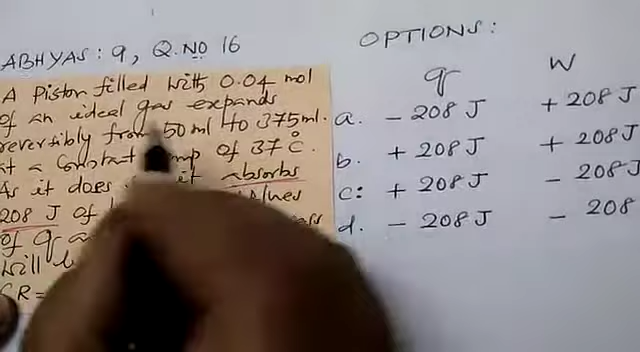 ABHYAS: 9, Q.NO 16
OPTIONS:
A Piston filled with 0.04 mol
of an ideal gas expands
reversibly from 50 ml to 375 ml.
at a Constant of 37°C.
As it does it absorbs
208 J of
of q
will
q W
a. - 208 J + 208 J
b. + 208 J + 208 J
c: + 208 J - 208 J
d. - 208 J - 208